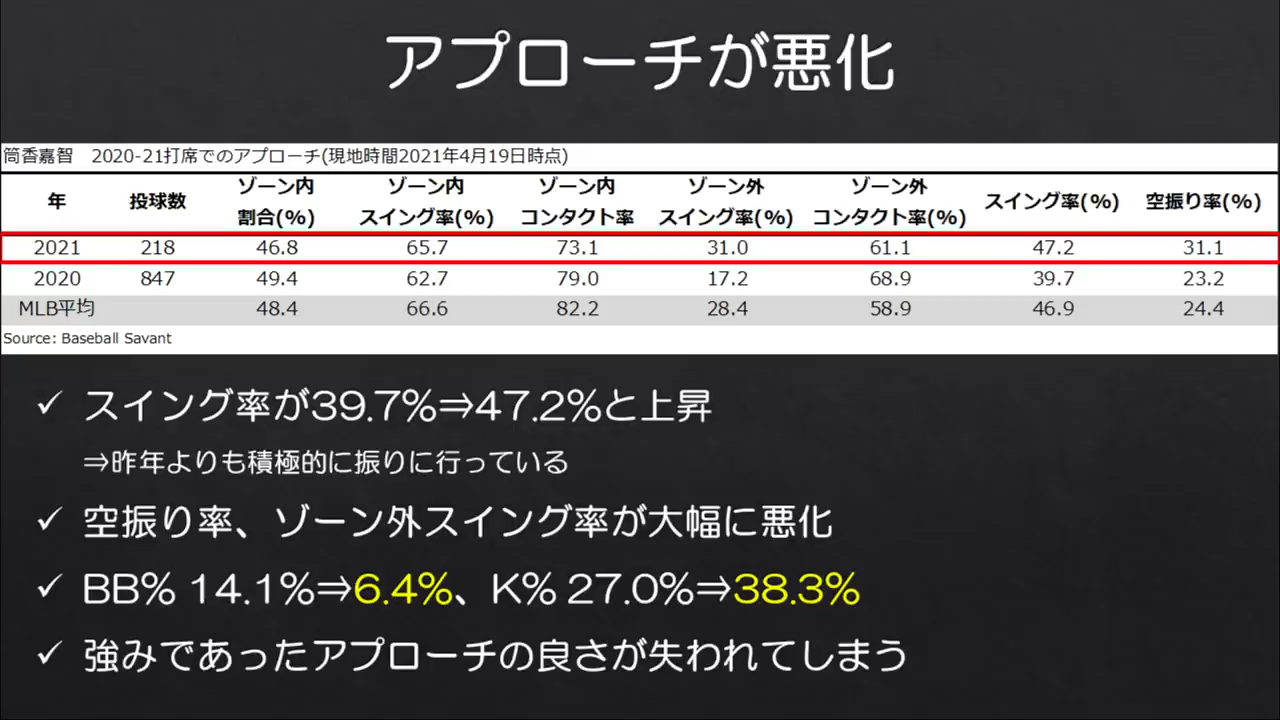 アプローチが悪化
筒香嘉智 2020-21打席でのアプローチ(現地時間2021年4月19日時点)
年 投球数 ゾーン内割合(%) ゾーン内スイング率(%) ゾーン内コンタクト率 ゾーン外スイング率(%) ゾーン外コンタクト率(%) スイング率(%) 空振り率(%)
2021 218 46.8 65.7 73.1 31.0 61.1 47.2 31.1
2020 847 49.4 62.7 79.0 17.2 68.9 39.7 23.2
MLB平均 48.4 66.6 82.2 28.4 58.9 46.9 24.4
Source: Baseball Savant
✓ スイング率が39.7%⇒47.2%と上昇
⇒昨年よりも積極的に振りに行っている
✓ 空振り率、ゾーン外スイング率が大幅に悪化
✓ BB% 14.1%⇒6.4%、K% 27.0%⇒38.3%
✓ 強みであったアプローチの良さが失われてしまう